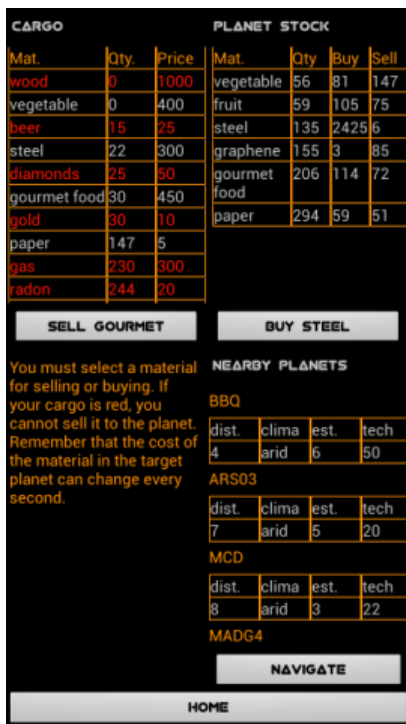 CARGO
Mat. Qty. Price
wood 0 1000
vegetable 0 400
beer 15 25
steel 22 300
diamonds 25 50
gourmet food 30 450
gold 30 10
paper 147 5
gas 230 300
radon 244 20
SELL GOURMET
You must select a material
for selling or buying. If
your cargo is red, you
cannot sell it to the planet.
Remember that the cost of
the material in the target
planet can change every
second.
PLANET STOCK
Mat. Qty Buy Sell
vegetable 56 81 147
fruit 59 105 75
steel 135 2425 6
graphene 155 3 85
gourmet 206 114 72
food
paper 294 59 51
BUY STEEL
NEARBY PLANETS
BBQ
dist. clima est. tech
4 arid 6 50
ARS03
dist. clima est. tech
7 arid 5 20
MCD
dist. clima est. tech
8 arid 3 22
MADG4
NAVIGATE
HOME